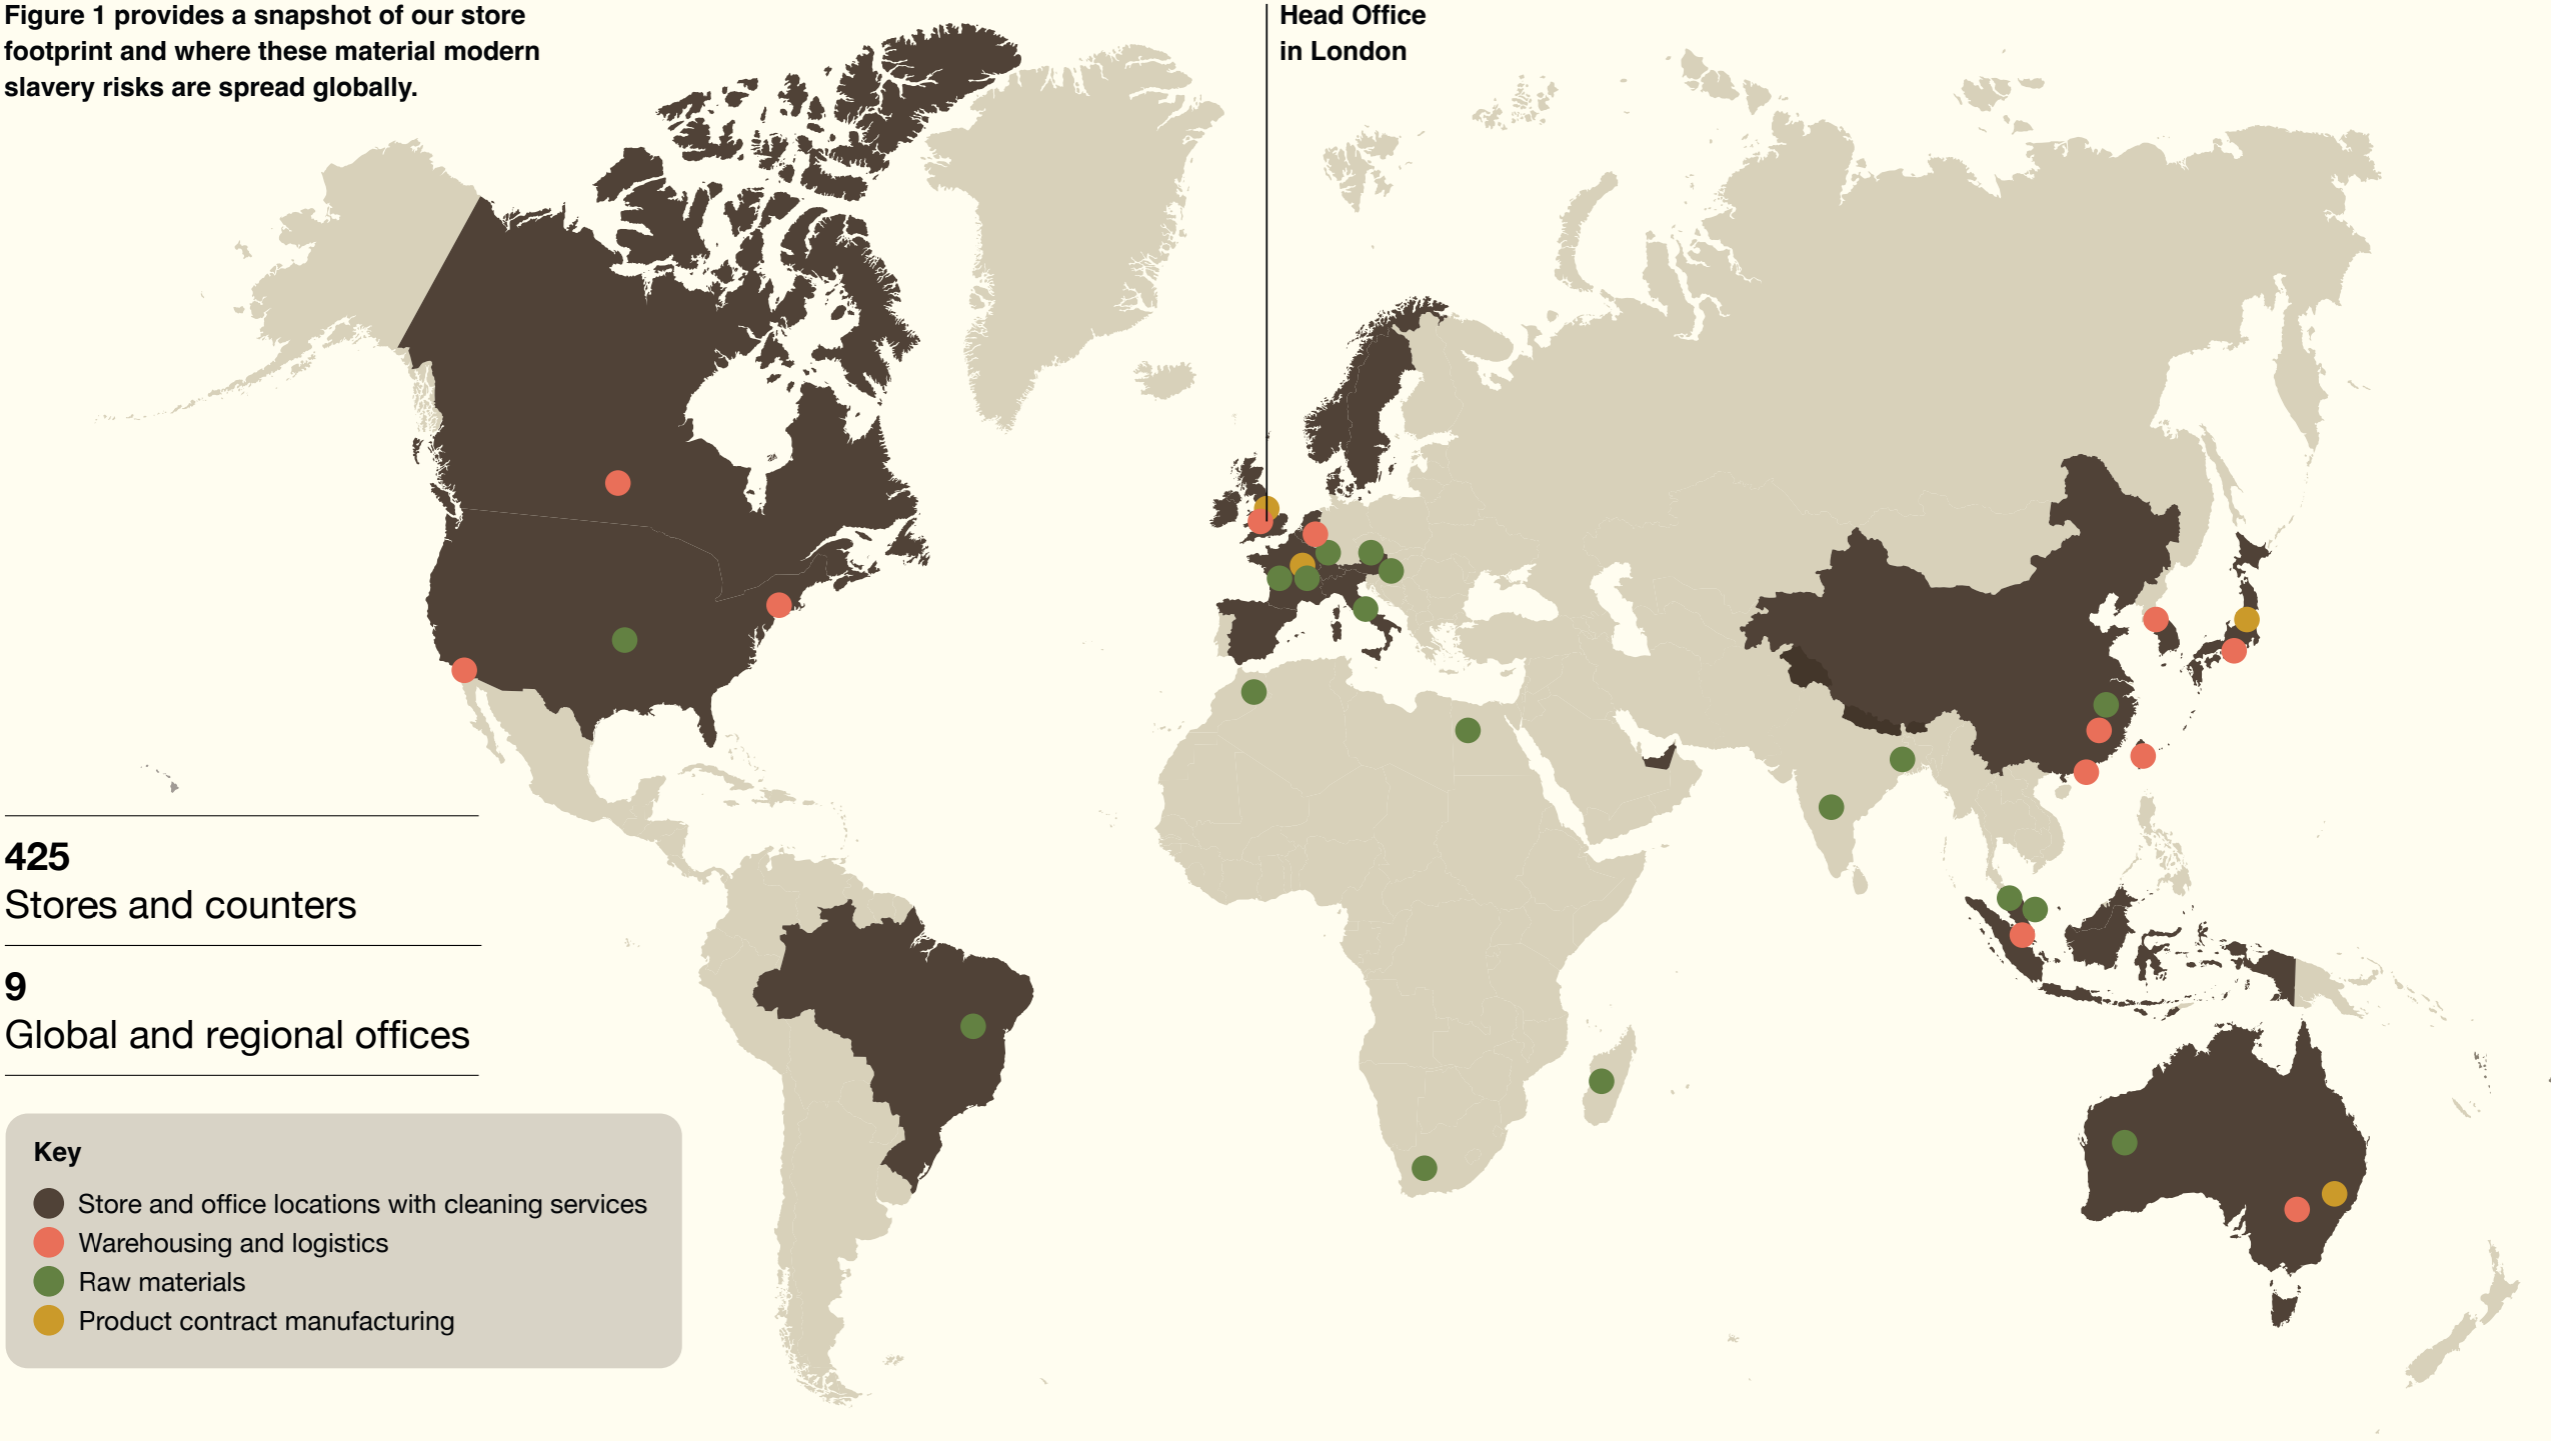 Figure 1 provides a snapshot of our store
footprint and where these material modern
slavery risks are spread globally.
Head Office
in London
425
Stores and counters
9
Global and regional offices
Key
Store and office locations with cleaning services
Warehousing and logistics
Raw materials
Product contract manufacturing